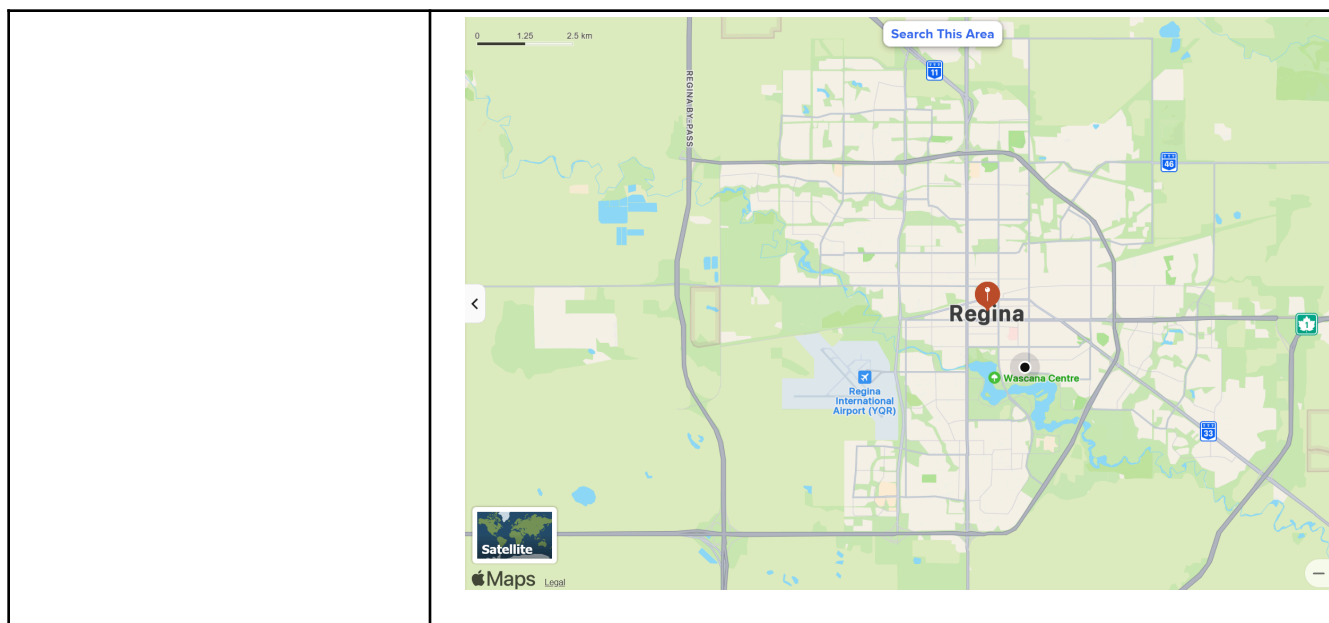 0 1.25 2.5 km
Search This Area
11
REGINA BY-PASS
46
Regina
1
Wascana Centre
Regina
International
Airport (YQR)
33
Satellite
Maps Legal